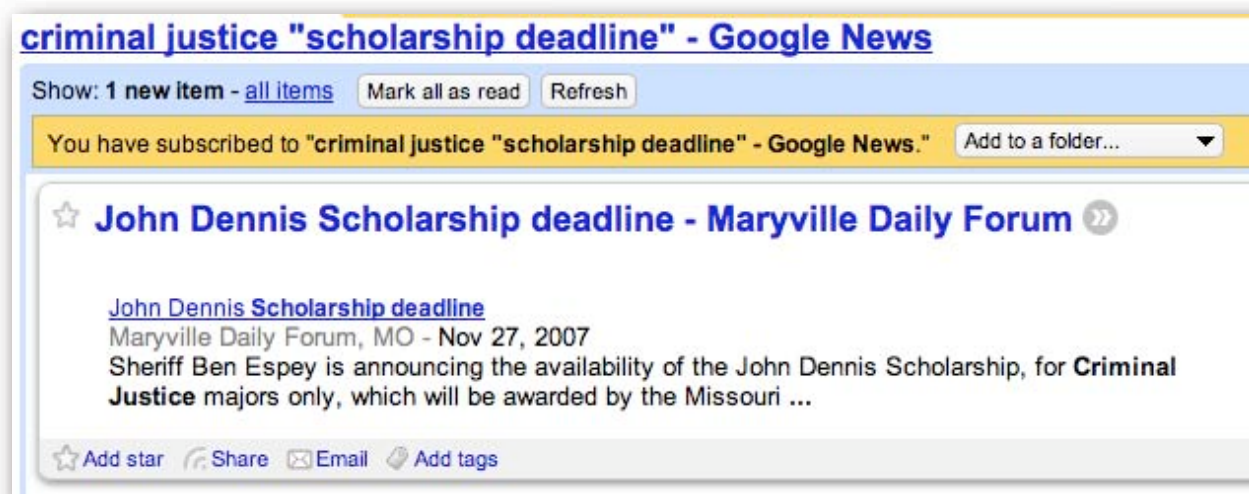 criminal justice "scholarship deadline" - Google News
Show: 1 new item - all items Mark all as read Refresh
You have subscribed to "criminal justice "scholarship deadline" - Google News." Add to a folder...
John Dennis Scholarship deadline - Maryville Daily Forum
John Dennis Scholarship deadline
Maryville Daily Forum, MO - Nov 27, 2007
Sheriff Ben Espey is announcing the availability of the John Dennis Scholarship, for Criminal
Justice majors only, which will be awarded by the Missouri ...
Add star Share Email Add tags